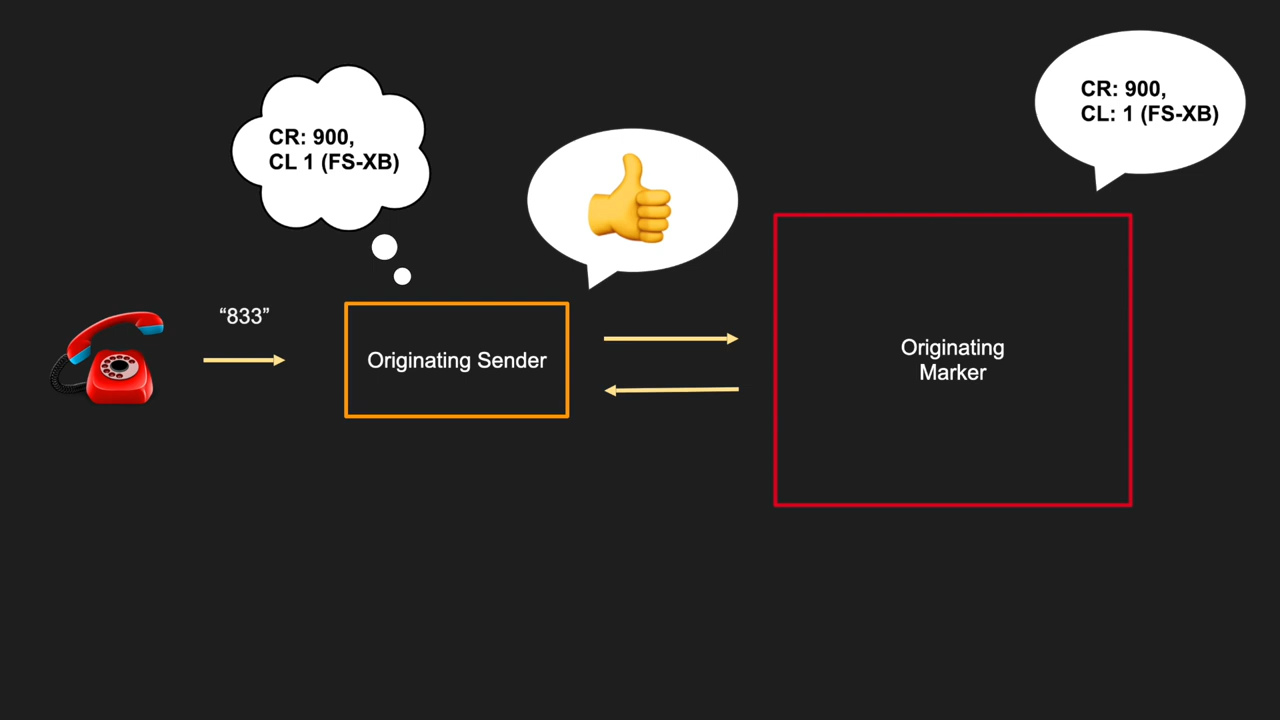 CR: 900,
CL 1 (FS-XB)
CR: 900,
CL: 1 (FS-XB)
“833”
Originating Sender
Originating
Marker